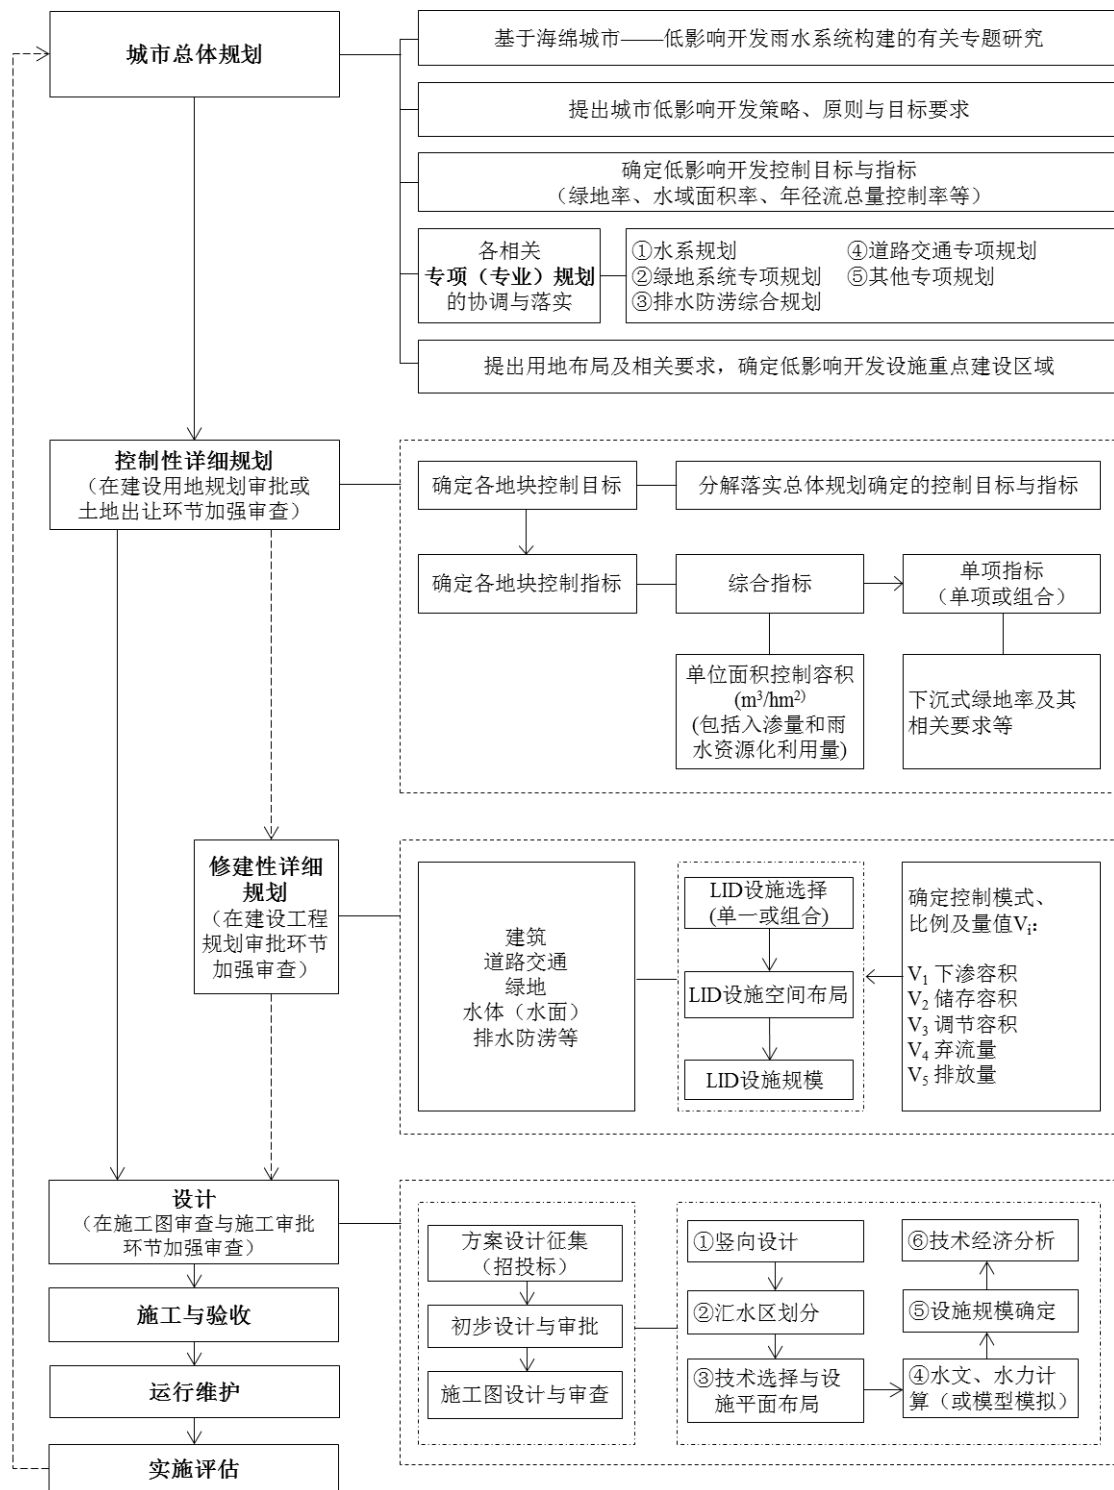 城市总体规划
基于海绵城市——低影响开发雨水系统构建的有关专题研究
提出城市低影响开发策略、原则与目标要求
确定低影响开发控制目标与指标
（绿地率、水域面积率、年径流总量控制率等）
各相关
专项（专业）规划
的协调与落实
①水系规划
②绿地系统专项规划
③排水防涝综合规划
④道路交通专项规划
⑤其他专项规划
提出用地布局及相关要求，确定低影响开发设施重点建设区域
控制性详细规划
（在建设用地规划审批或
土地出让环节加强审查）
确定各地块控制目标
分解落实总体规划确定的控制目标与指标
确定各地块控制指标
综合指标
单项指标
（单项或组合）
单位面积控制容积
(m³/hm²)
(包括入渗量和雨
水资源化利用量)
下沉式绿地率及其
相关要求等
修建性详细
规划
（在建设工程
规划审批环节
加强审查）
建筑
道路交通
绿地
水体（水面）
排水防涝等
LID设施选择
(单一或组合)
LID设施空间布局
LID设施规模
确定控制模式、
比例及量值Vᵢ：
V₁ 下渗容积
V₂ 储存容积
V₃ 调节容积
V₄ 弃流量
V₅ 排放量
设计
（在施工图审查与施工审批
环节加强审查）
方案设计征集
（招投标）
初步设计与审批
施工图设计与审查
①竖向设计
②汇水区划分
③技术选择与设
施平面布局
④水文、水力计
算（或模型模拟）
⑤设施规模确定
⑥技术经济分析
施工与验收
运行维护
实施评估